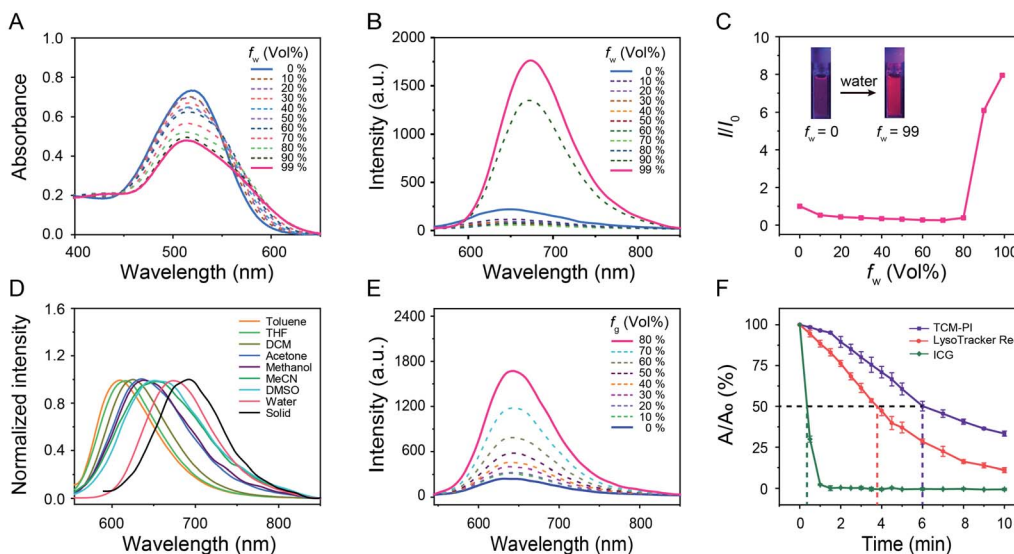 A
Absorbance
1.0
0.8
0.6
0.4
0.2
0.0
400
500
600
Wavelength (nm)
fw (Vol%)
0 %
10 %
20 %
30 %
40 %
50 %
60 %
70 %
80 %
90 %
99 %
B
Intensity (a.u.)
2000
1750
1500
1250
500
250
0
600
700
800
Wavelength (nm)
fw (Vol%)
0 %
10 %
20 %
30 %
40 %
50 %
60 %
70 %
80 %
90 %
99 %
C
I/I0
10
8
6
4
2
0
0
20
40
60
80
100
fw (Vol%)
water
fw = 0
fw = 99
D
Normalized intensity
1.6
1.2
0.8
0.4
0.0
600
700
800
Wavelength (nm)
Toluene
THF
DCM
Acetone
Methanol
MeCN
DMSO
Water
Solid
E
Intensity (a.u.)
2400
1800
1200
600
0
600
700
800
Wavelength (nm)
fg (Vol%)
80 %
70 %
60 %
50 %
40 %
30 %
20 %
10 %
0 %
F
A/A0 (%)
100
75
50
25
0
0
2
4
6
8
10
Time (min)
TCM-PI
LysoTracker Re
ICG